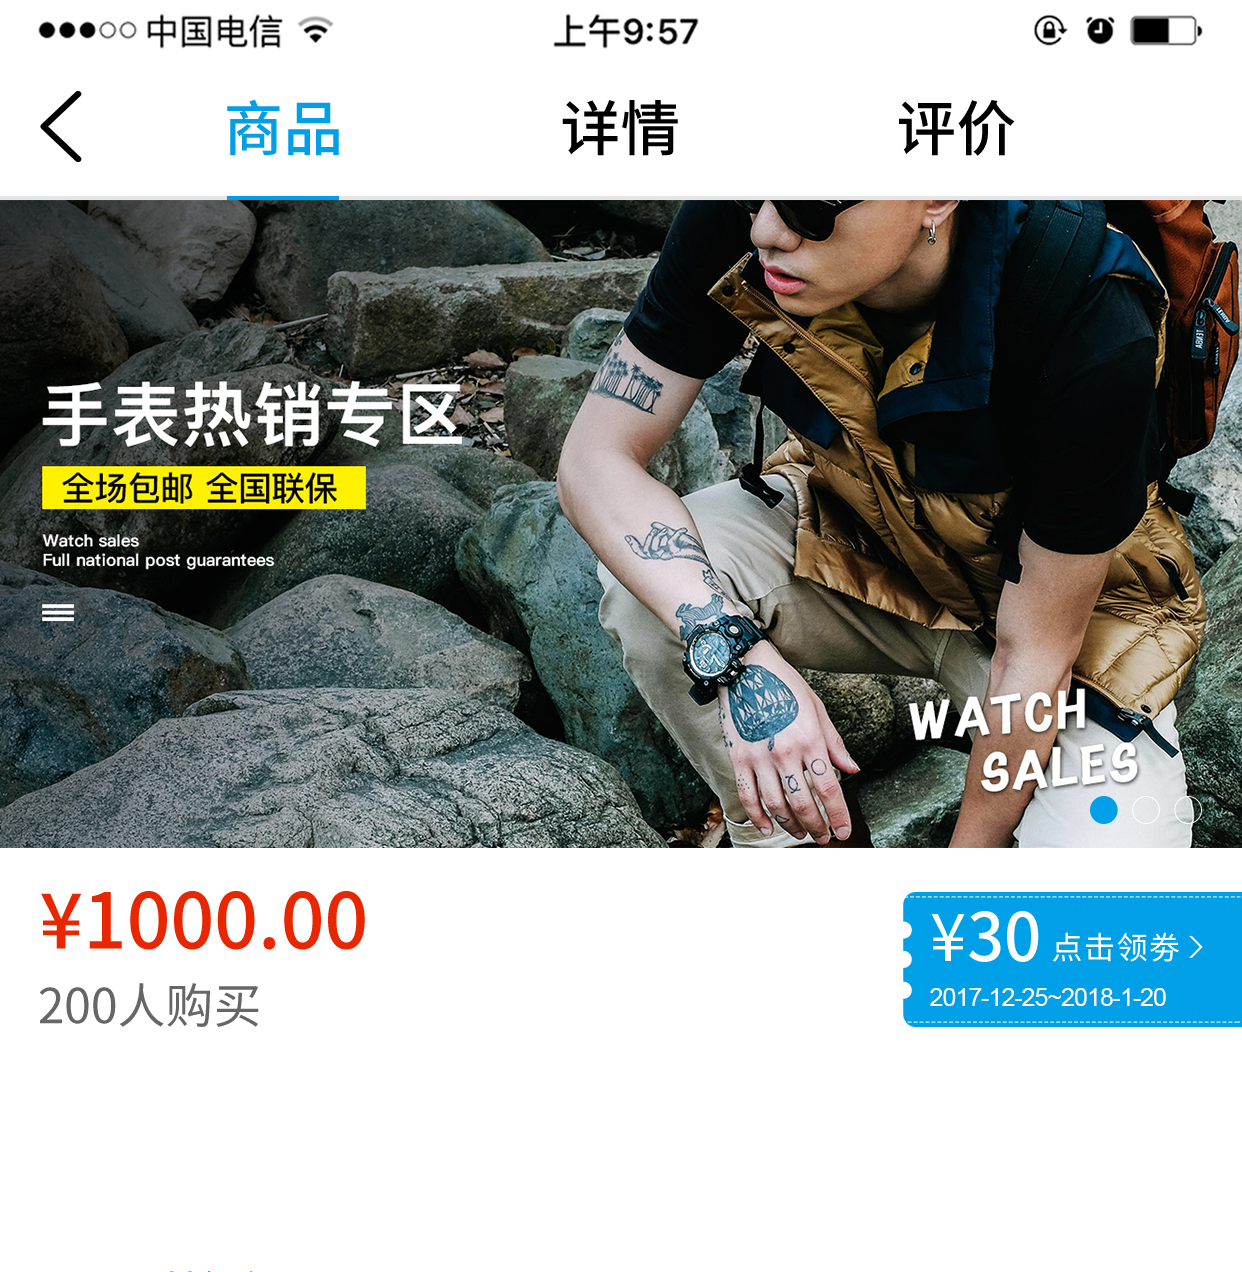 中国电信 上午9:57
商品 详情 评价
手表热销专区
全场包邮 全国联保
Watch sales
Full national post guarantees
WATCH
SALES
¥1000.00
¥30 点击领券
200人购买
2017-12-25~2018-1-20